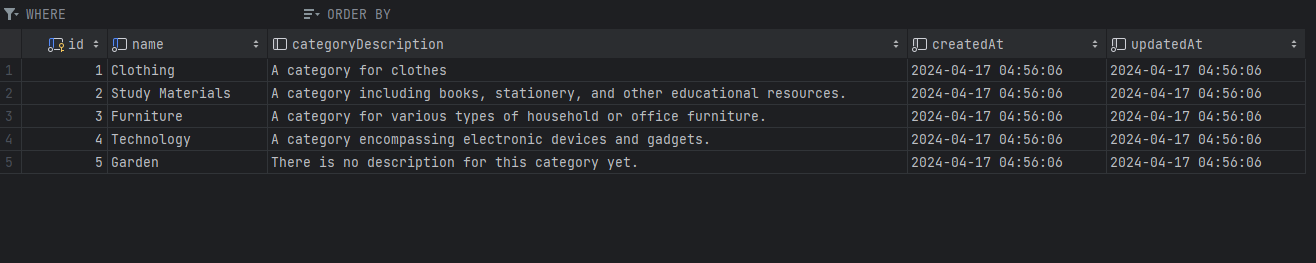 WHERE ORDER BY
id name categoryDescription createdAt updatedAt
1 1 Clothing A category for clothes 2024-04-17 04:56:06 2024-04-17 04:56:06
2 2 Study Materials A category including books, stationery, and other educational resources. 2024-04-17 04:56:06 2024-04-17 04:56:06
3 3 Furniture A category for various types of household or office furniture. 2024-04-17 04:56:06 2024-04-17 04:56:06
4 4 Technology A category encompassing electronic devices and gadgets. 2024-04-17 04:56:06 2024-04-17 04:56:06
5 5 Garden There is no description for this category yet. 2024-04-17 04:56:06 2024-04-17 04:56:06